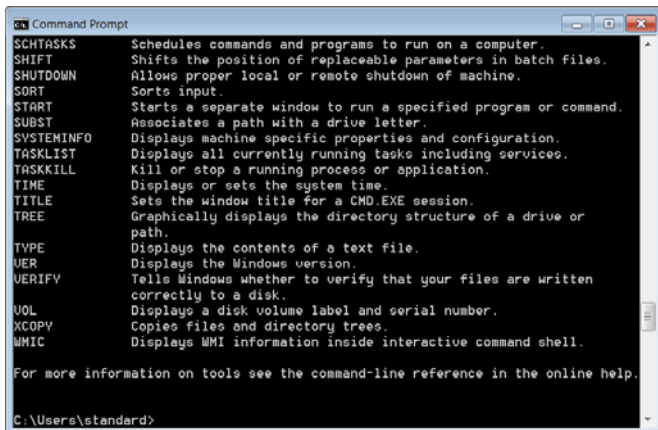 Command Prompt
SCHTASKS Schedules commands and programs to run on a computer.
SHIFT Shifts the position of replaceable parameters in batch files.
SHUTDOWN Allows proper local or remote shutdown of machine.
SORT Sorts input.
START Starts a separate window to run a specified program or command.
SUBST Associates a path with a drive letter.
SYSTEMINFO Displays machine specific properties and configuration.
TASKLIST Displays all currently running tasks including services.
TASKKILL Kill or stop a running process or application.
TIME Displays or sets the system time.
TITLE Sets the window title for a CMD.EXE session.
TREE Graphically displays the directory structure of a drive or
path.
TYPE Displays the contents of a text file.
VER Displays the Windows version.
VERIFY Tells Windows whether to verify that your files are written
correctly to a disk.
VOL Displays a disk volume label and serial number.
XCOPY Copies files and directory trees.
WMIC Displays WMI information inside interactive command shell.
For more information on tools see the command-line reference in the online help.
C:\Users\standard>